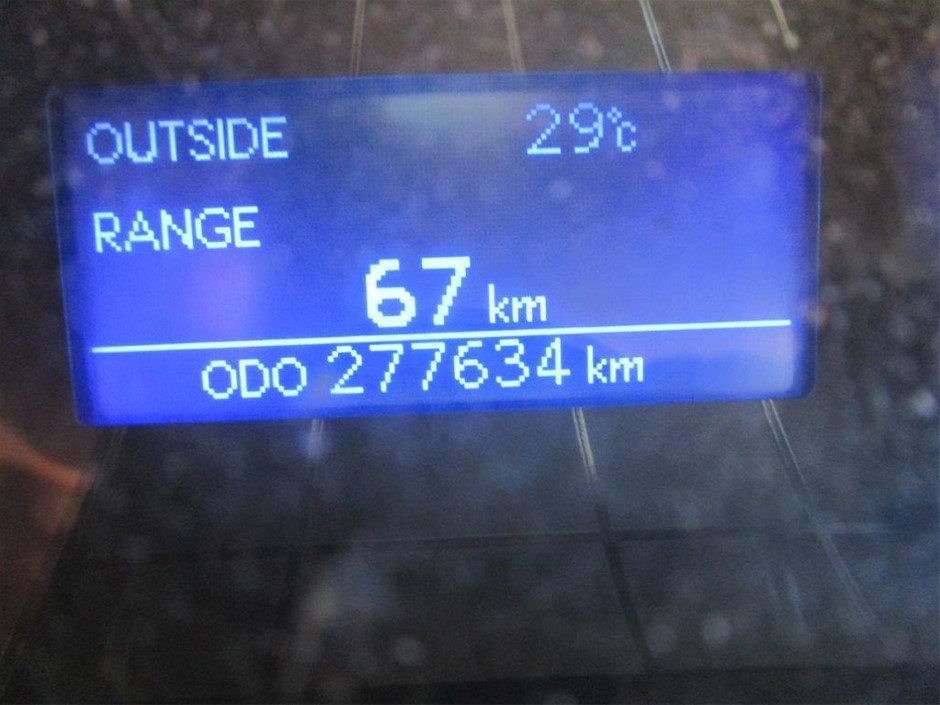 OUTSIDE 29°C
RANGE
67 km
ODO 277634 km